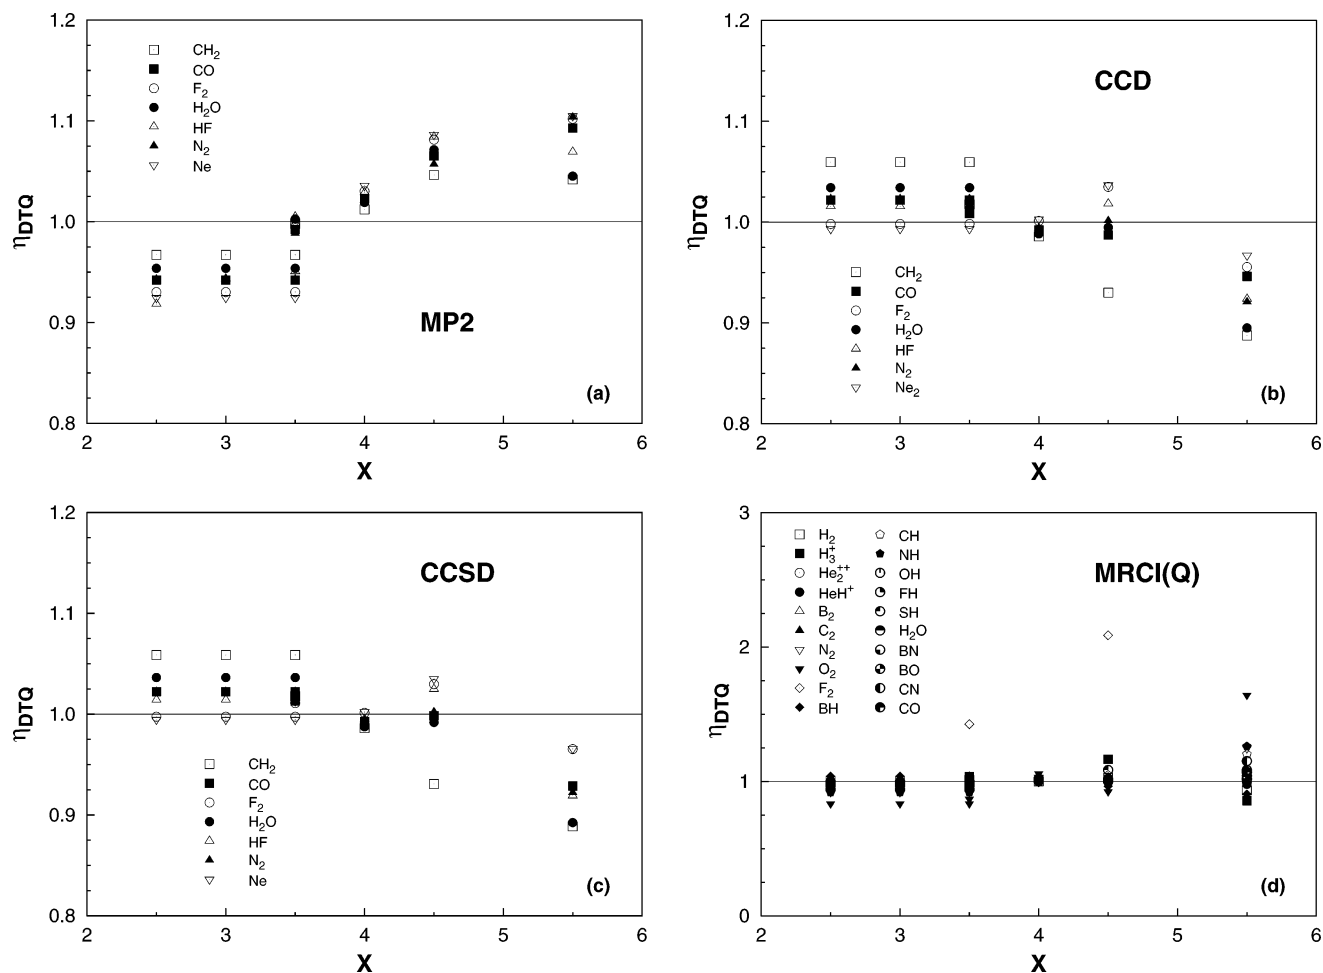 1.2
1.1
1.0
0.9
0.8
η_DTQ
CH₂
CO
F₂
H₂O
HF
N₂
Ne
MP2
(a)
2 3 4 5 6
X
1.2
1.1
1.0
0.9
0.8
η_DTQ
CCD
CH₂
CO
F₂
H₂O
HF
N₂
Ne₂
(b)
2 3 4 5 6
X
1.2
1.1
1.0
0.9
0.8
η_DTQ
CCSD
CH₂
CO
F₂
H₂O
HF
N₂
Ne
(c)
2 3 4 5 6
X
3
2
1
0
η_DTQ
MRCI(Q)
H₂ CH
H₃⁺ NH
He₂⁺⁺ OH
HeH⁺ FH
B₂ SH
C₂ H₂O
N₂ BN
O₂ BO
F₂ CN
BH CO
(d)
2 3 4 5 6
X